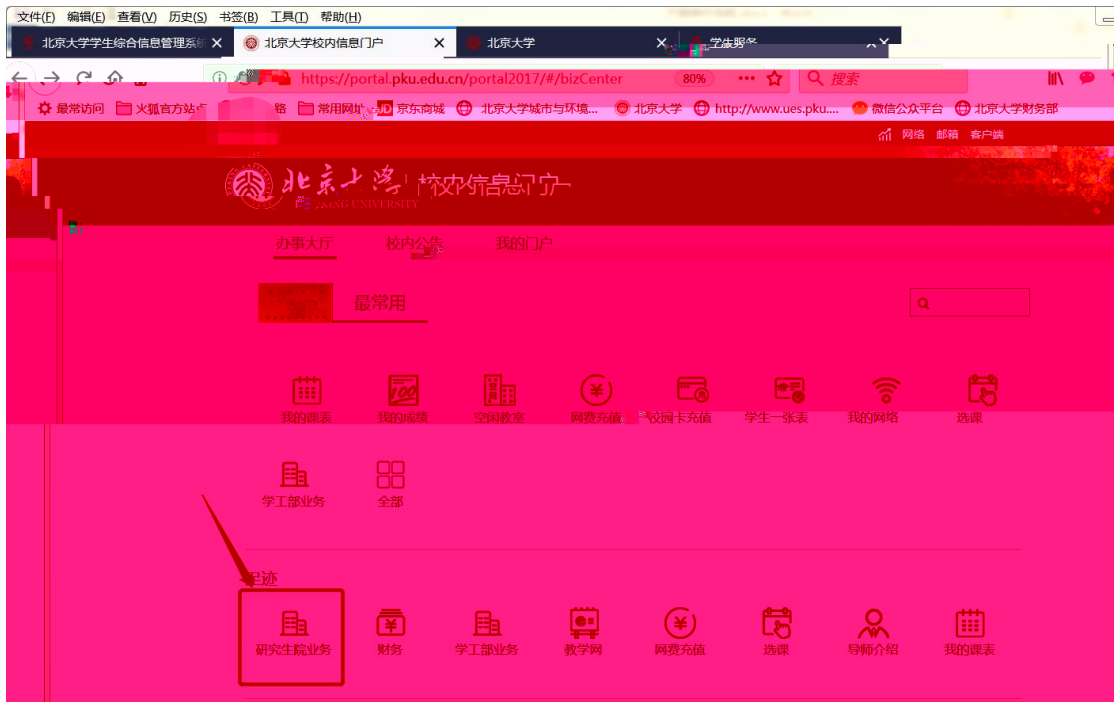 文件(F) 编辑(E) 查看(V) 历史(S) 书签(B) 工具(T) 帮助(H)
北京大学学生综合信息管理系统 北京大学校内信息门户 北京大学
https://portal.pku.edu.cn/portal2017/#/bizCenter 80% 搜索
最常访问 火狐官方站点 常用网址 JD 京东商城 北京大学城市与环境... 北京大学 http://www.ues.pku.... 微信公众平台 北京大学财务部
网络 邮箱 客户端
北京大学 校内信息门户
UNIVERSITY
办事大厅 校内公告 我的门户
最常用
100
我的课表 我的成绩 空闲教室 网费充值 校园卡充值 学生一张表 我的网络 选课
学工部业务 全部
足迹
研究生院业务 财务 学工部业务 教学网 网费充值 选课 导师介绍 我的课表